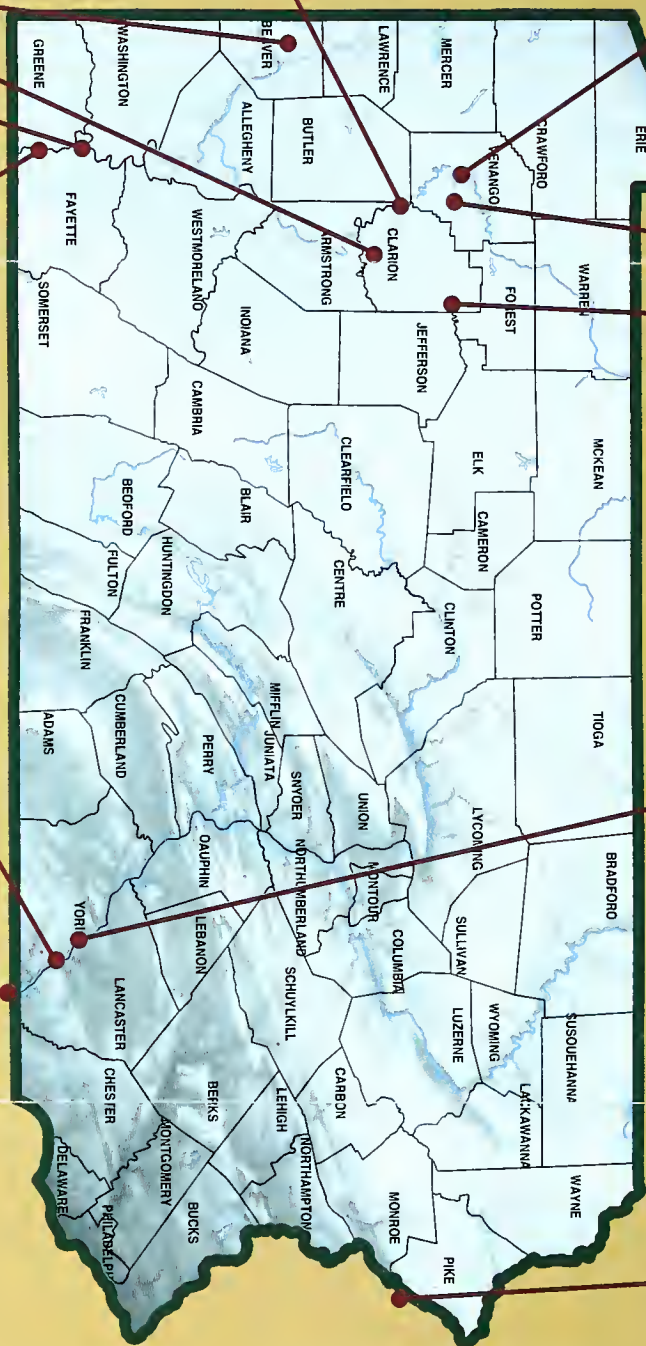 ERIE
CRAWFORD
WARREN
MCKEAN
POTTER
TIOGA
BRADFORD
SUSQUEHANNA
WAYNE
MERCER
VENANGO
FOREST
ELK
CAMERON
CLINTON
LYCOMING
SULLIVAN
WYOMING
LACKAWANNA
PIKE
LAWRENCE
BUTLER
CLARION
JEFFERSON
CLEARFIELD
CENTRE
UNION
MONTOUR
COLUMBIA
LUZERNE
MONROE
BEAVER
ALLEGHENY
ARMSTRONG
INDIANA
CAMBRIA
BLAIR
HUNTINGDON
MIFFLIN
JUNIATA
SNYDER
NORTHUMBERLAND
SCHUYLKILL
CARBON
LEHIGH
NORTHAMPTON
WASHINGTON
WESTMORELAND
PERRY
DAUPHIN
LEBANON
BERKS
MONTGOMERY
BUCKS
GREENE
FAYETTE
SOMERSET
BEDFORD
FULTON
FRANKLIN
CUMBERLAND
ADAMS
YORK
LANCASTER
CHESTER
DELAWARE
PHILADELPHIA